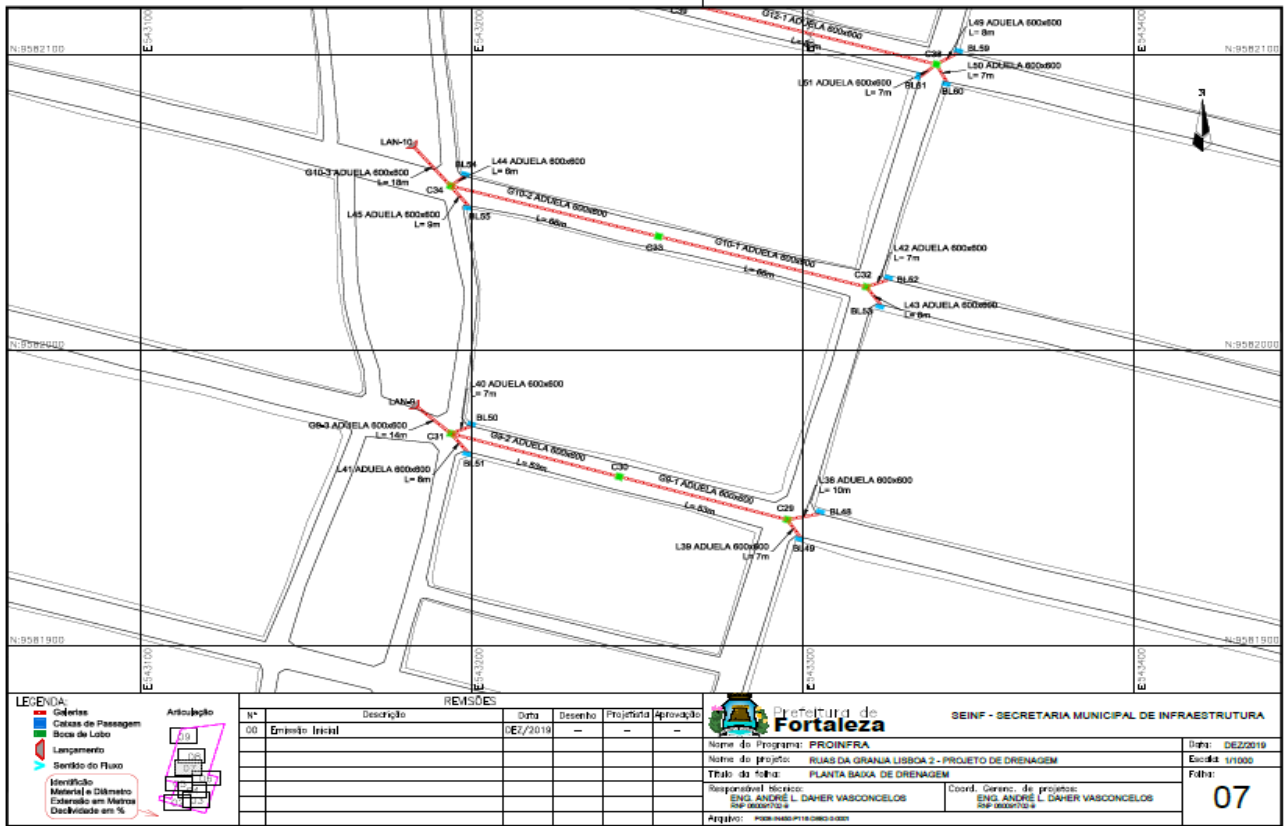 G12-1 ADUELA 600x600
L49 ADUELA 600x600
L= 8m
BL59
C38
L50 ADUELA 600x600
L= 7m
BL60
L51 ADUELA 600x600
L= 7m
BL61
N:9582100
N:9582100
E:543100
E:543200
E:543400
LAN-10
G10-3 ADUELA 600x600
L= 18m
C34
BL54
L44 ADUELA 600x600
L= 6m
L45 ADUELA 600x600
L= 9m
BL55
G10-2 ADUELA 600x600
L= 66m
C33
G10-1 ADUELA 600x600
L= 66m
C32
L42 ADUELA 600x600
L= 7m
BL52
L43 ADUELA 600x600
BL53
N:9582000
N:9582000
L40 ADUELA 600x600
L= 7m
BL50
G9-3 ADUELA 600x600
L= 14m
C31
L41 ADUELA 600x600
L= 8m
BL51
G9-2 ADUELA 600x600
L= 53m
C30
G9-1 ADUELA 600x600
L= 53m
C29
ADUELA 600x600
L= 10m
BL48
L39 ADUELA 600x600
L= 7m
BL49
N:9581900
N:9581900
E:543100
E:543200
E:543300
E:543400
LEGENDA:
Galerias
Caixas de Passagem
Boca de Lobo
Lançamento
Sentido do Fluxo
Identificão
Material e Diâmetro
Extensão em Metros
Declividade em %
Articulação
09
REVISÕES
N° Descrição Data Desenho Projetista Aprovação
00 Emissão Inicial DEZ/2019 – – –
Prefeitura de
Fortaleza
SEINF - SECRETARIA MUNICIPAL DE INFRAESTRUTURA
Nome do Programa: PROINFRA
Data: DEZ/2019
Nome do projeto: RUAS DA GRANJA LISBOA 2 - PROJETO DE DRENAGEM
Escala: 1/1000
Título da folha: PLANTA BAIXA DE DRENAGEM
Folha:
07
Responsável técnico:
ENG. ANDRÉ L. DAHER VASCONCELOS
Coord. Gerenc. de projetos:
ENG. ANDRÉ L. DAHER VASCONCELOS
Arquivo: